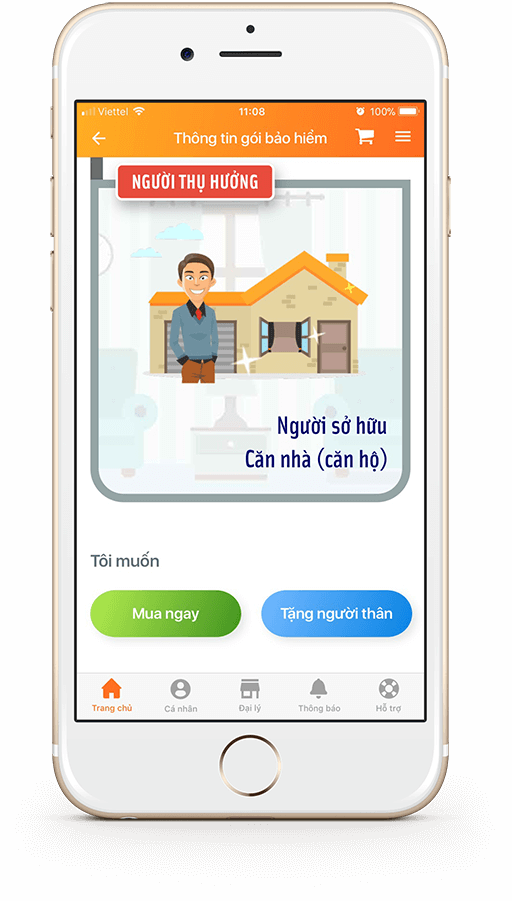 Viettel 11:08 100%
Thông tin gói bảo hiểm
NGƯỜI THỤ HƯỞNG
Người sở hữu
Căn nhà (căn hộ)
Tôi muốn
Mua ngay Tặng người thân
Trang chủ Cá nhân Đại lý Thông báo Hỗ trợ